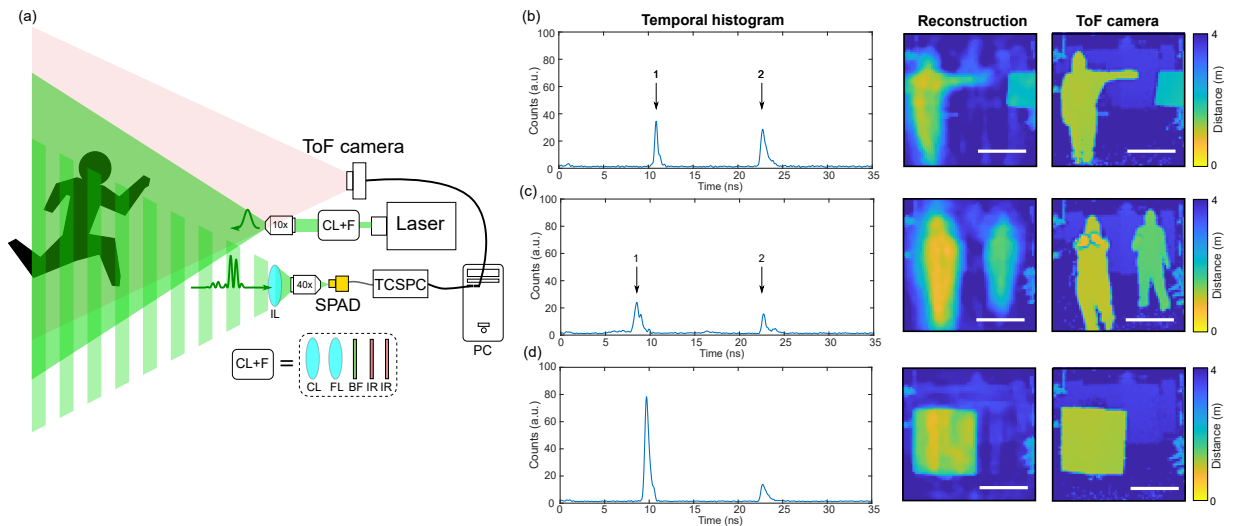 (a)
ToF camera
10x
CL+F
Laser
IL
40x
SPAD
TCSPC
PC
CL+F
=
CL FL BF IR IR
(b)
Temporal histogram
Reconstruction
ToF camera
100
80
60
40
20
0
Counts (a.u.)
1
2
0 5 10 15 20 25 30 35
Time (ns)
4
0
Distance (m)
(c)
100
80
60
40
20
0
Counts (a.u.)
1
2
0 5 10 15 20 25 30 35
Time (ns)
4
0
Distance (m)
(d)
100
80
60
40
20
0
Counts (a.u.)
0 5 10 15 20 25 30 35
Time (ns)
4
0
Distance (m)